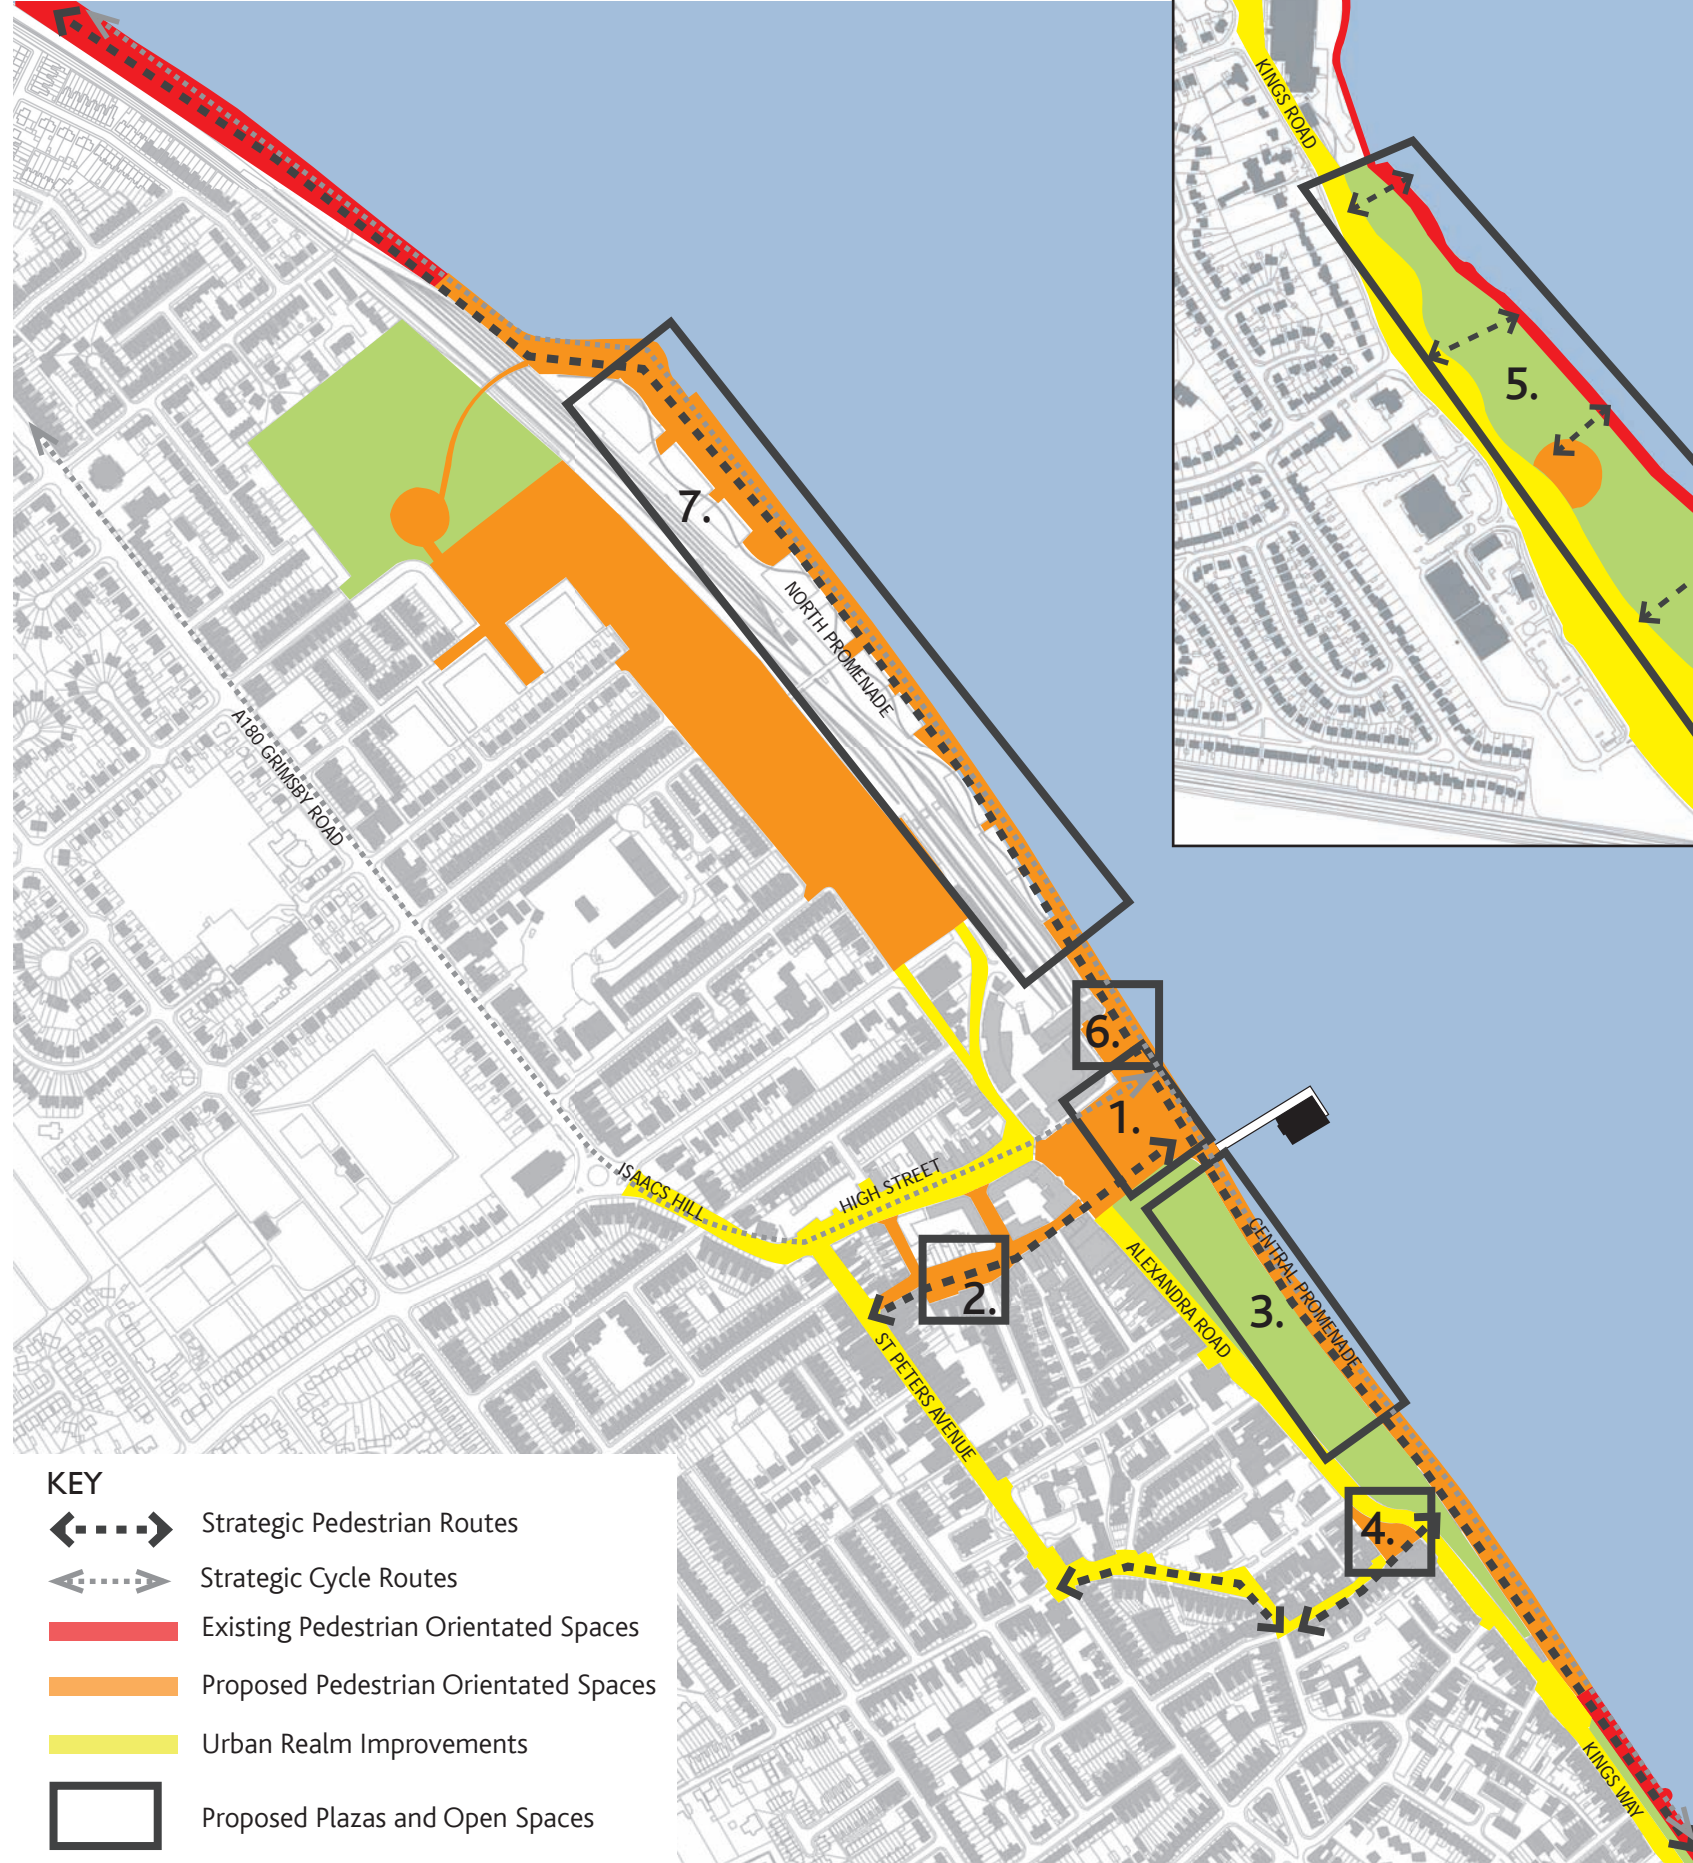 KINGS ROAD
5.
7.
NORTH PROMENADE
A180 GRIMSBY ROAD
6.
1.
ISAACS HILL
HIGH STREET
2.
ST PETERS AVENUE
ALEXANDRA ROAD
CENTRAL PROMENADE
3.
4.
KINGS WAY
KEY
Strategic Pedestrian Routes
Strategic Cycle Routes
Existing Pedestrian Orientated Spaces
Proposed Pedestrian Orientated Spaces
Urban Realm Improvements
Proposed Plazas and Open Spaces